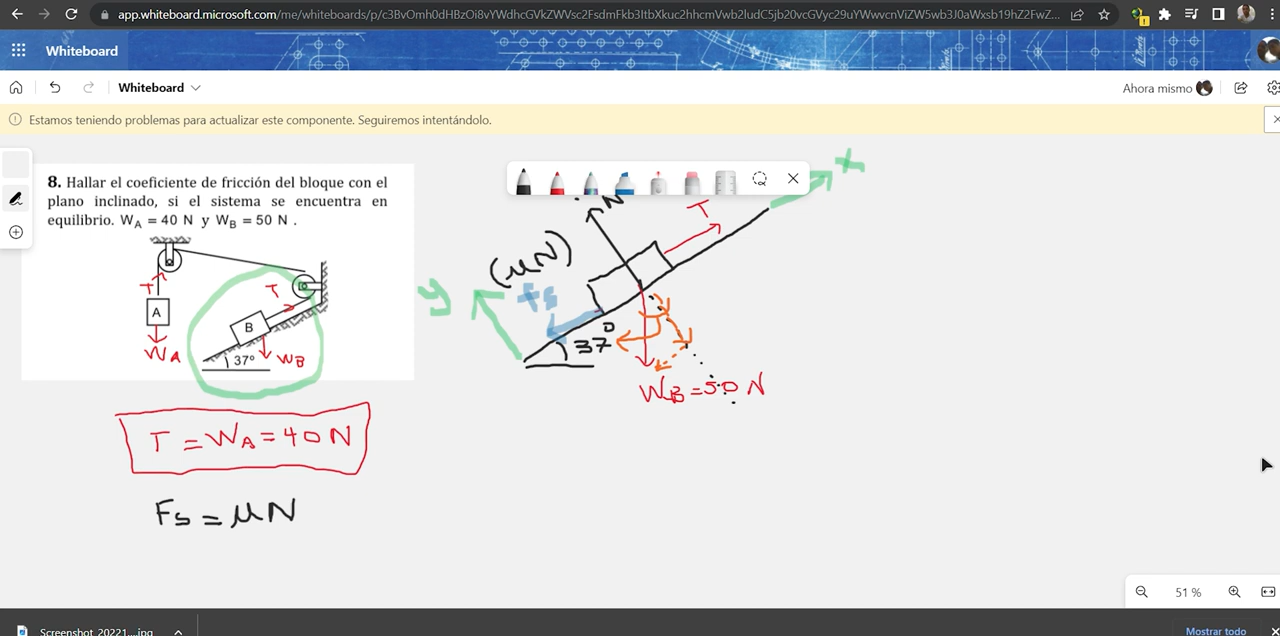 app.whiteboard.microsoft.com/me/whiteboards/p/c3BvOmh0dHBzOi8vYWdhcGVkZWVsc2FsdmFkb3ItbXkuc2hhcmVwb2ludC5jb20vcGVyc29uYWwvcnViZW5wb3J0aWxsb19hZ2FwZ...
Whiteboard
Whiteboard
Ahora mismo
Estamos teniendo problemas para actualizar este componente. Seguiremos intentándolo.
8. Hallar el coeficiente de fricción del bloque con el
plano inclinado, si el sistema se encuentra en
equilibrio. WA = 40 N y WB = 50 N .
T
A
WA
T
B
37°
WB
x
y
N
T
(μN)
fs
37°
WB = 50 N
T = WA = 40 N
Fs = μN
51 %
Screenshot_20221....jpg
Mostrar todo